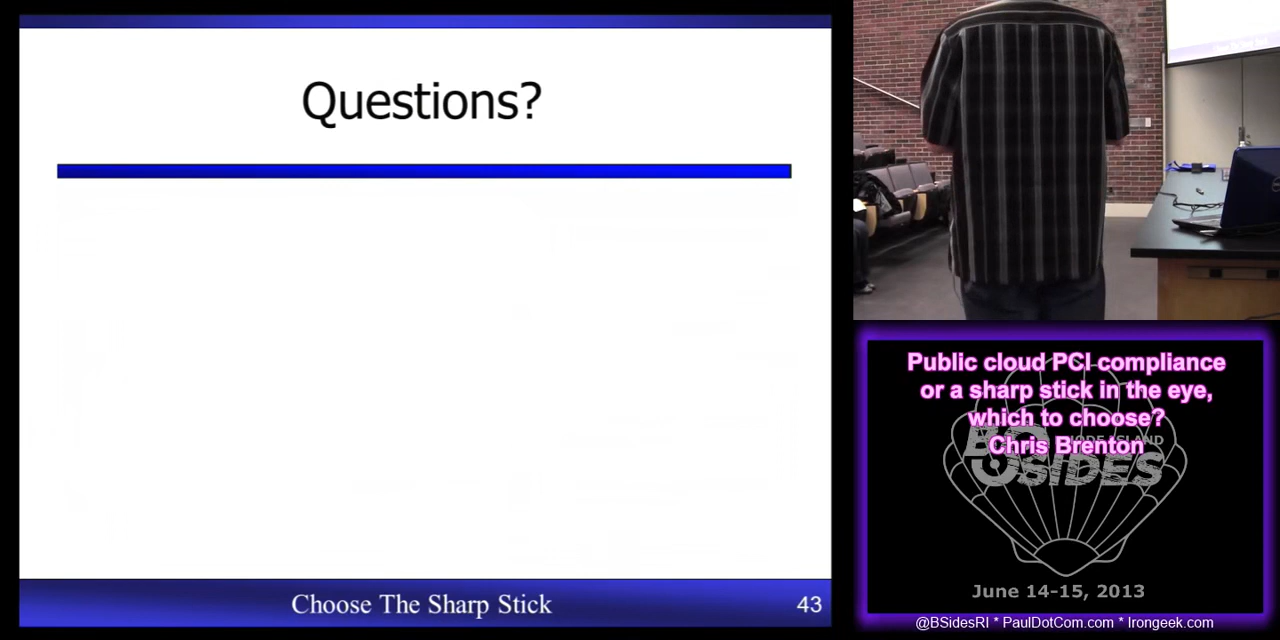 Questions?
Choose The Sharp Stick
43
Public cloud PCI compliance
or a sharp stick in the eye,
which to choose?
Chris Brenton
BSIDES
June 14-15, 2013
@BSidesRI * PaulDotCom.com * Irongeek.com